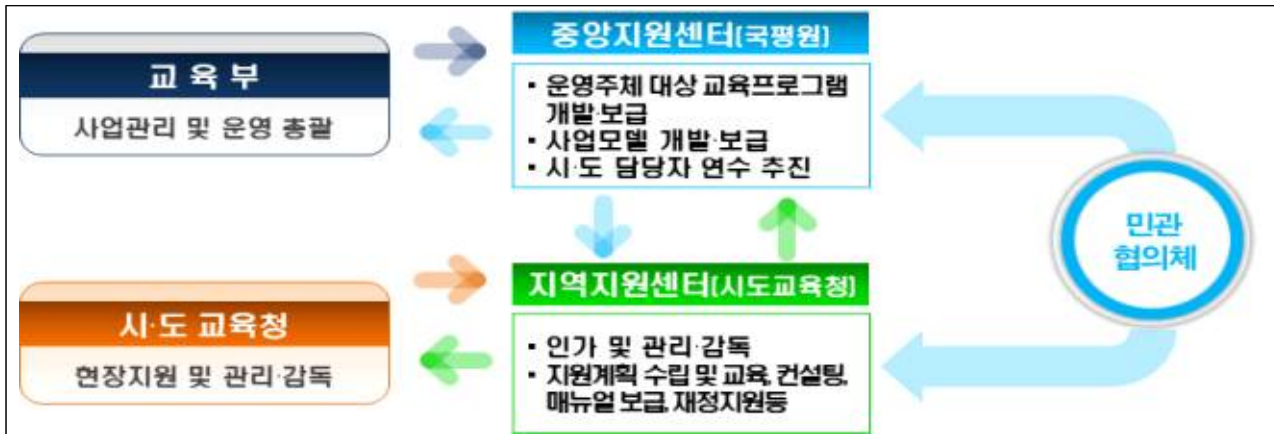 교육부
사업관리 및 운영 총괄
중앙지원센터(국평원)
▪ 운영주체 대상 교육프로그램
개발·보급
▪ 사업모델 개발·보급
▪ 시·도 담당자 연수 추진
민관
협의체
시·도 교육청
현장지원 및 관리·감독
지역지원센터(시도교육청)
▪ 인가 및 관리·감독
▪ 지원계획 수립 및 교육, 컨설팅,
매뉴얼 보급, 재정지원등